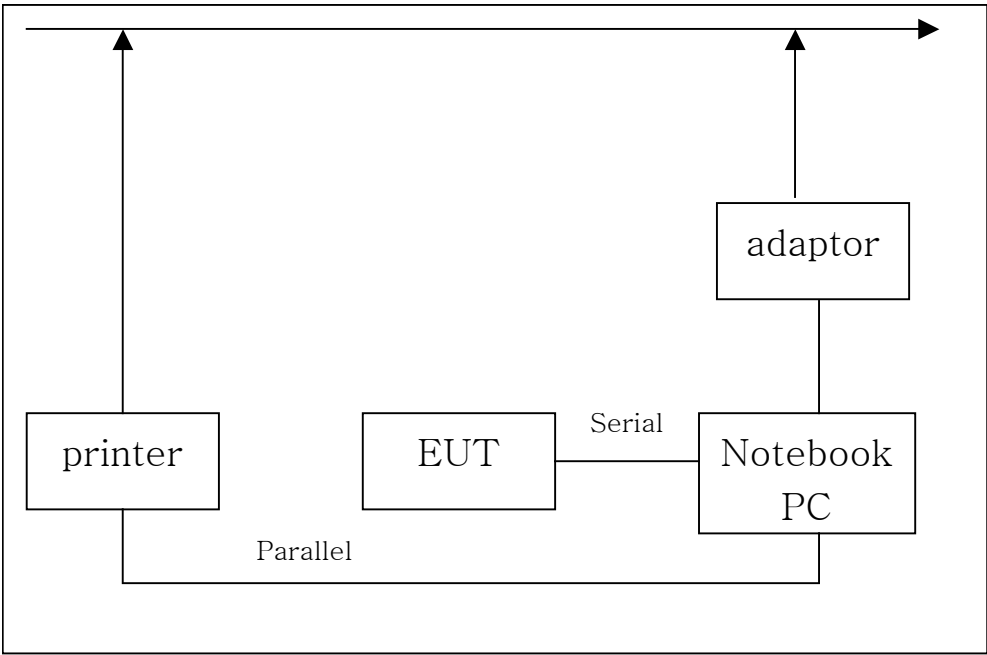 adaptor
printer
EUT
Serial
Notebook
PC
Parallel